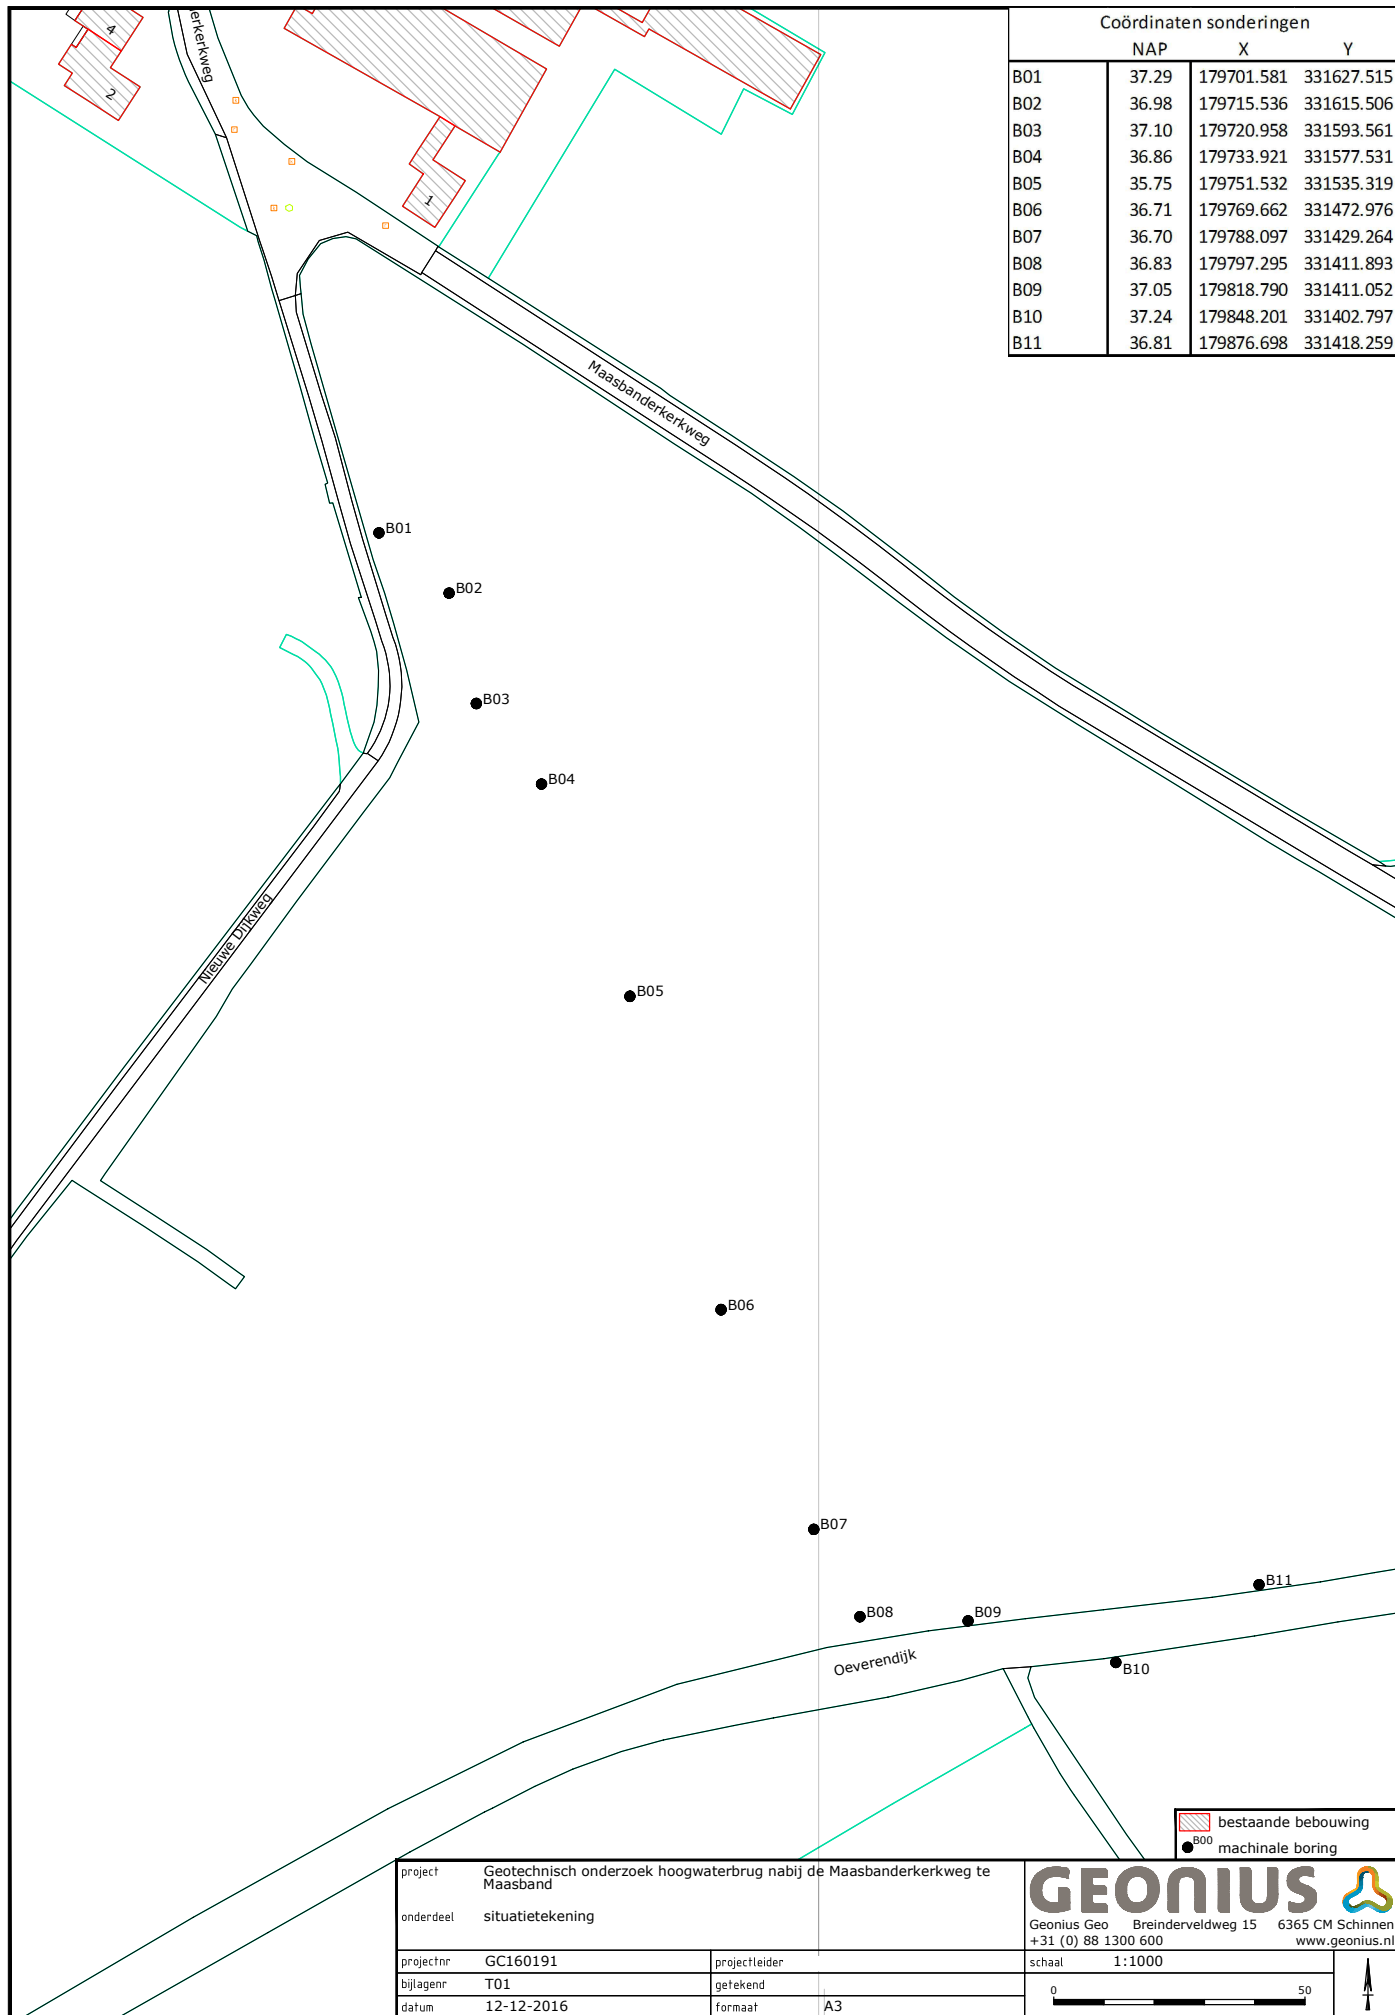 Coördinaten sonderingen
NAP X Y
B01 37.29 179701.581 331627.515
B02 36.98 179715.536 331615.506
B03 37.10 179720.958 331593.561
B04 36.86 179733.921 331577.531
B05 35.75 179751.532 331535.319
B06 36.71 179769.662 331472.976
B07 36.70 179788.097 331429.264
B08 36.83 179797.295 331411.893
B09 37.05 179818.790 331411.052
B10 37.24 179848.201 331402.797
B11 36.81 179876.698 331418.259
4
2
erkerkweg
1
Maasbanderkerkweg
B01
B02
B03
B04
Nieuwe Dijkweg
B05
B06
B07
B11
B08
B09
Oeverendijk
B10
bestaande bebouwing
B00 machinale boring
project Geotechnisch onderzoek hoogwaterbrug nabij de Maasbanderkerkweg te
Maasband
onderdeel situatietekening
GEONIUS
Geonius Geo Breinderveldweg 15 6365 CM Schinnen
+31 (0) 88 1300 600 www.geonius.nl
projectnr GC160191 projectleider schaal 1:1000
bijlagenr T01 getekend
0 50
datum 12-12-2016 formaat A3